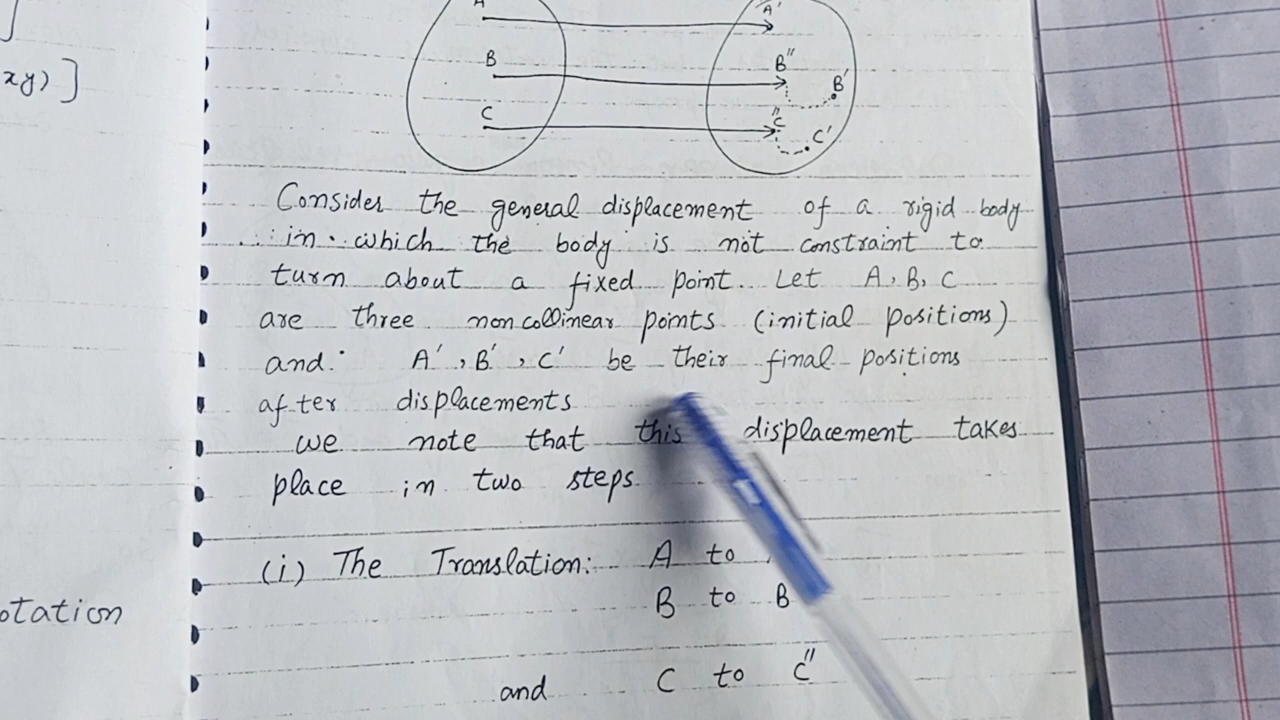 ]
xy) ]
otation
A A'
B B" B'
C "C C'
Consider the general displacement of a rigid body
in which the body is not constraint to
turn about a fixed point. Let A, B, C
are three noncollinear points (initial positions)
and A', B', C' be their final positions
after displacements
we note that this displacement takes
place in two steps.
(i) The Translation: A to
B to B
and C to C"